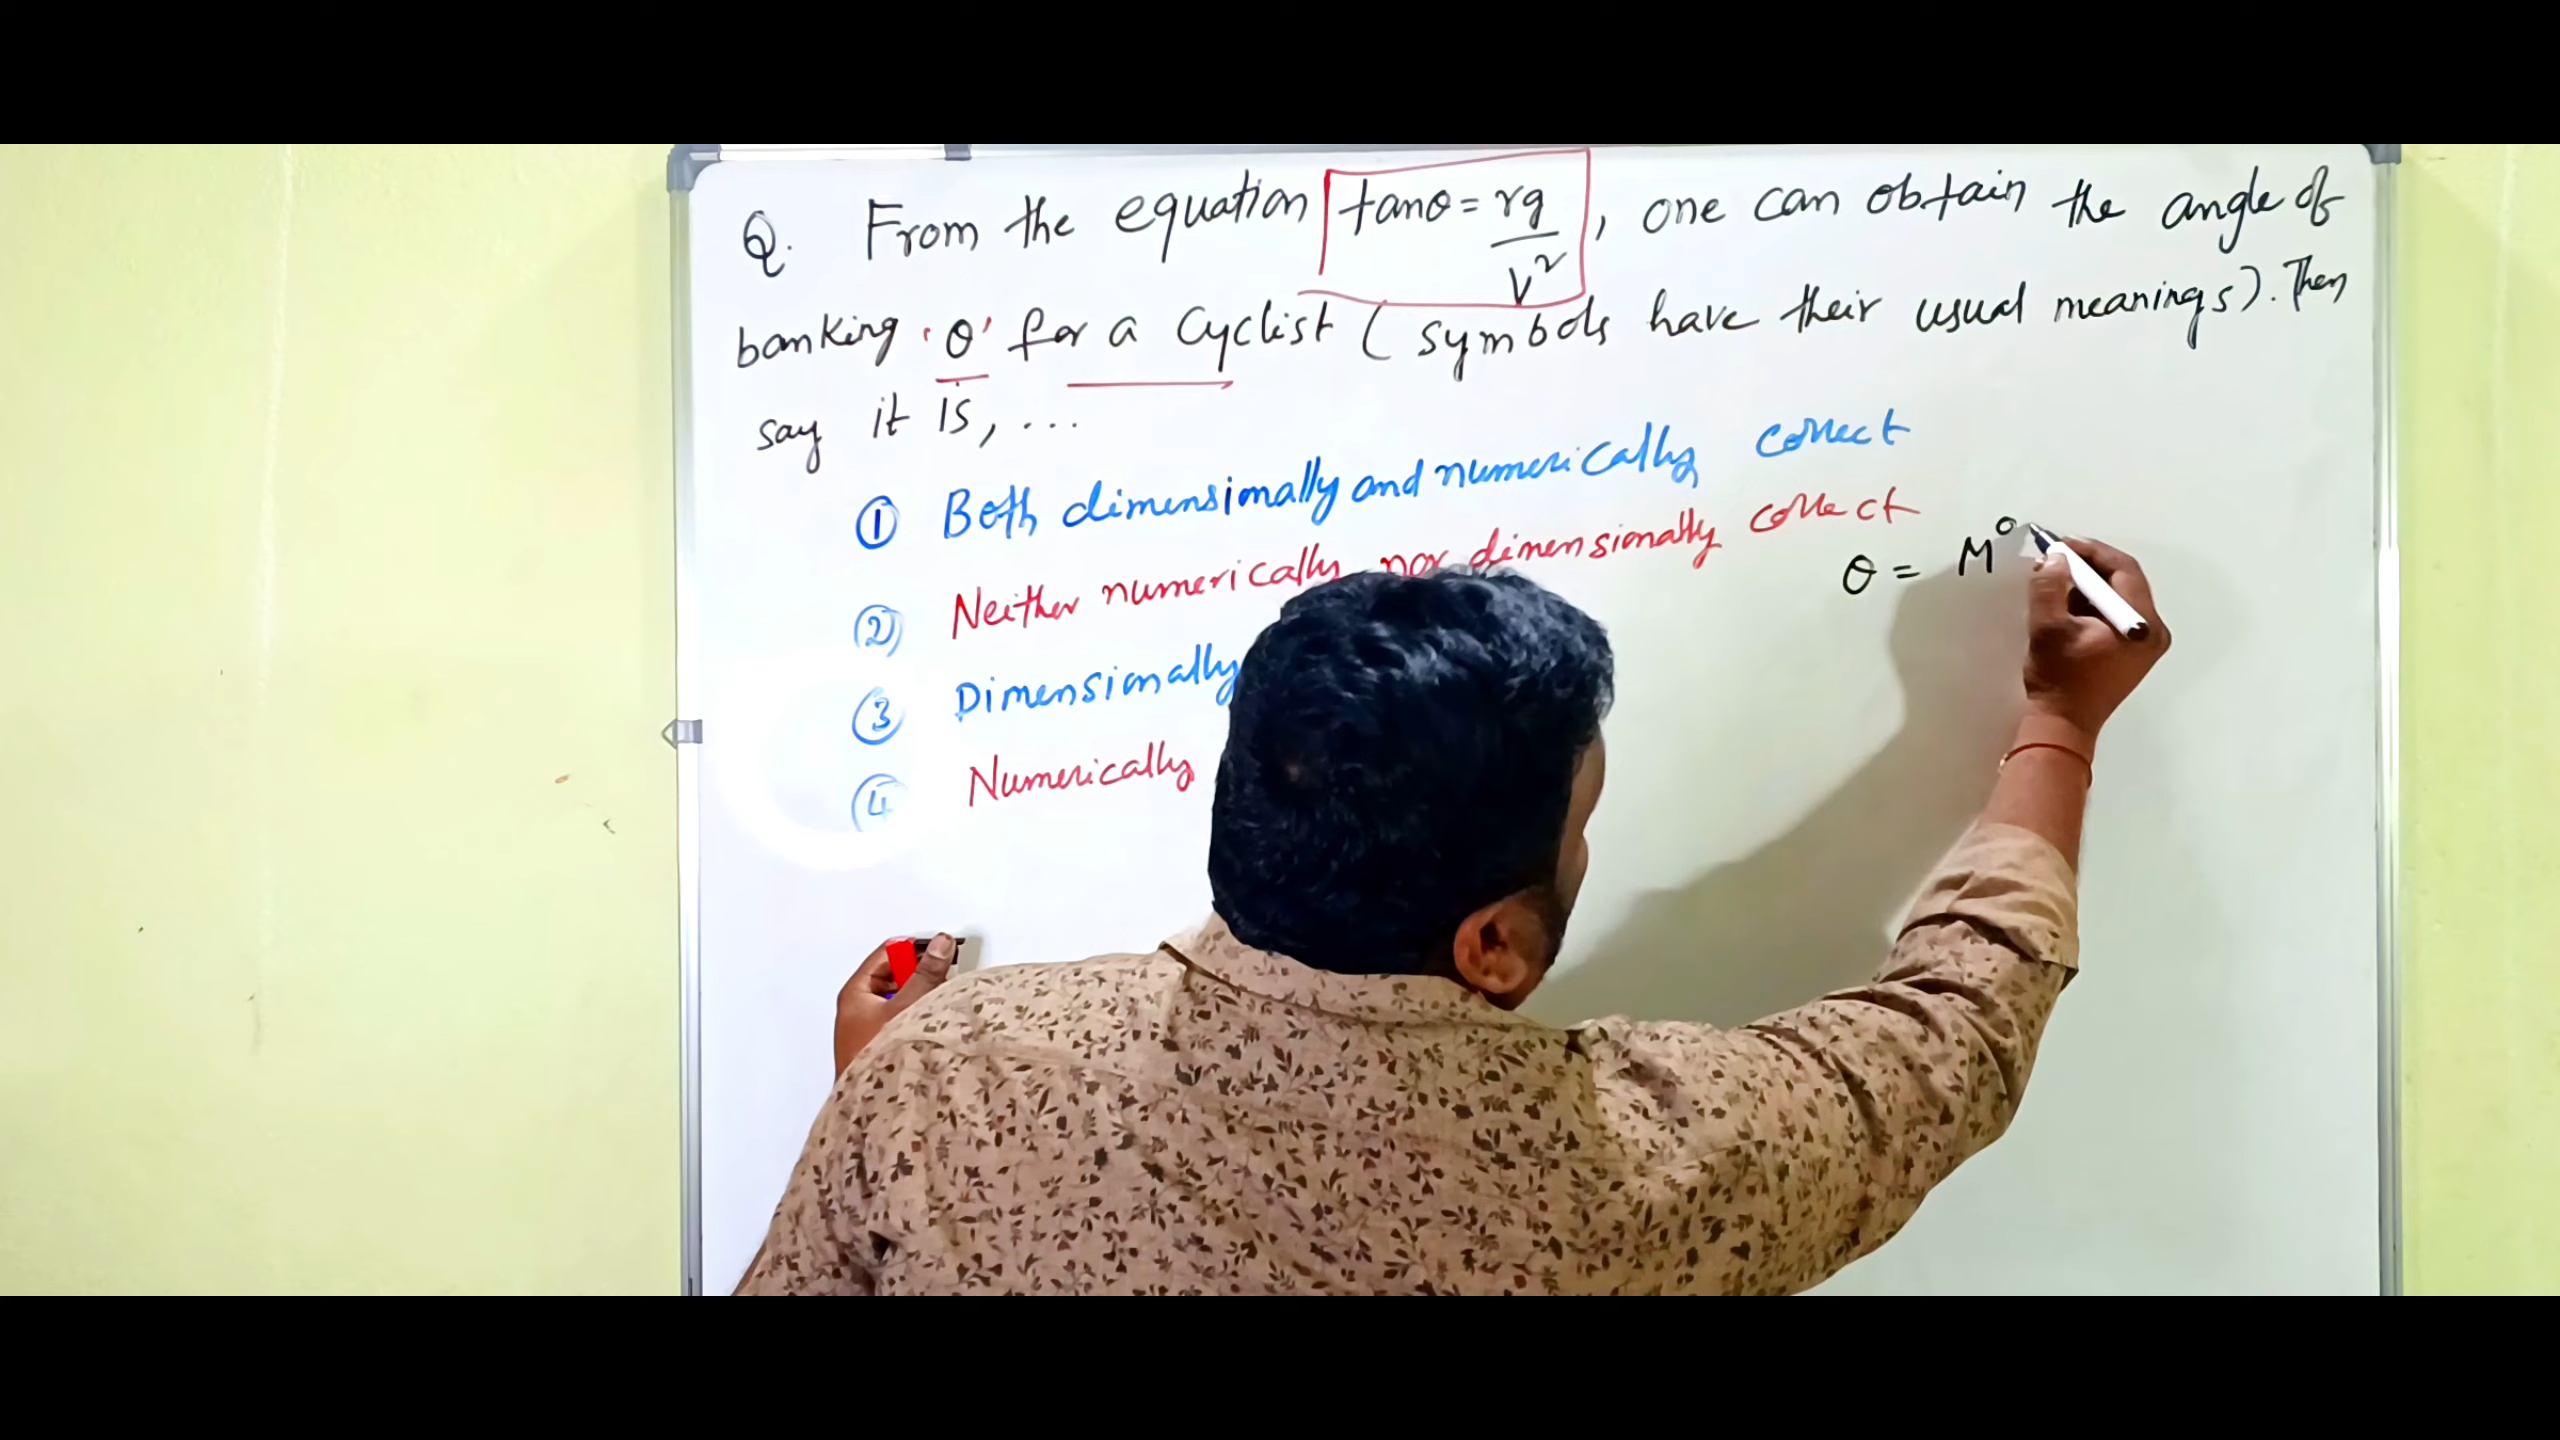 Q. From the equation tanθ = rg/v², one can obtain the angle of
banking 'θ' for a cyclist (symbols have their usual meanings). Then
say it is, ...
① Both dimensionally and numerically correct
② Neither numerically nor dimensionally correct
θ = M⁰
③ Dimensionally
④ Numerically